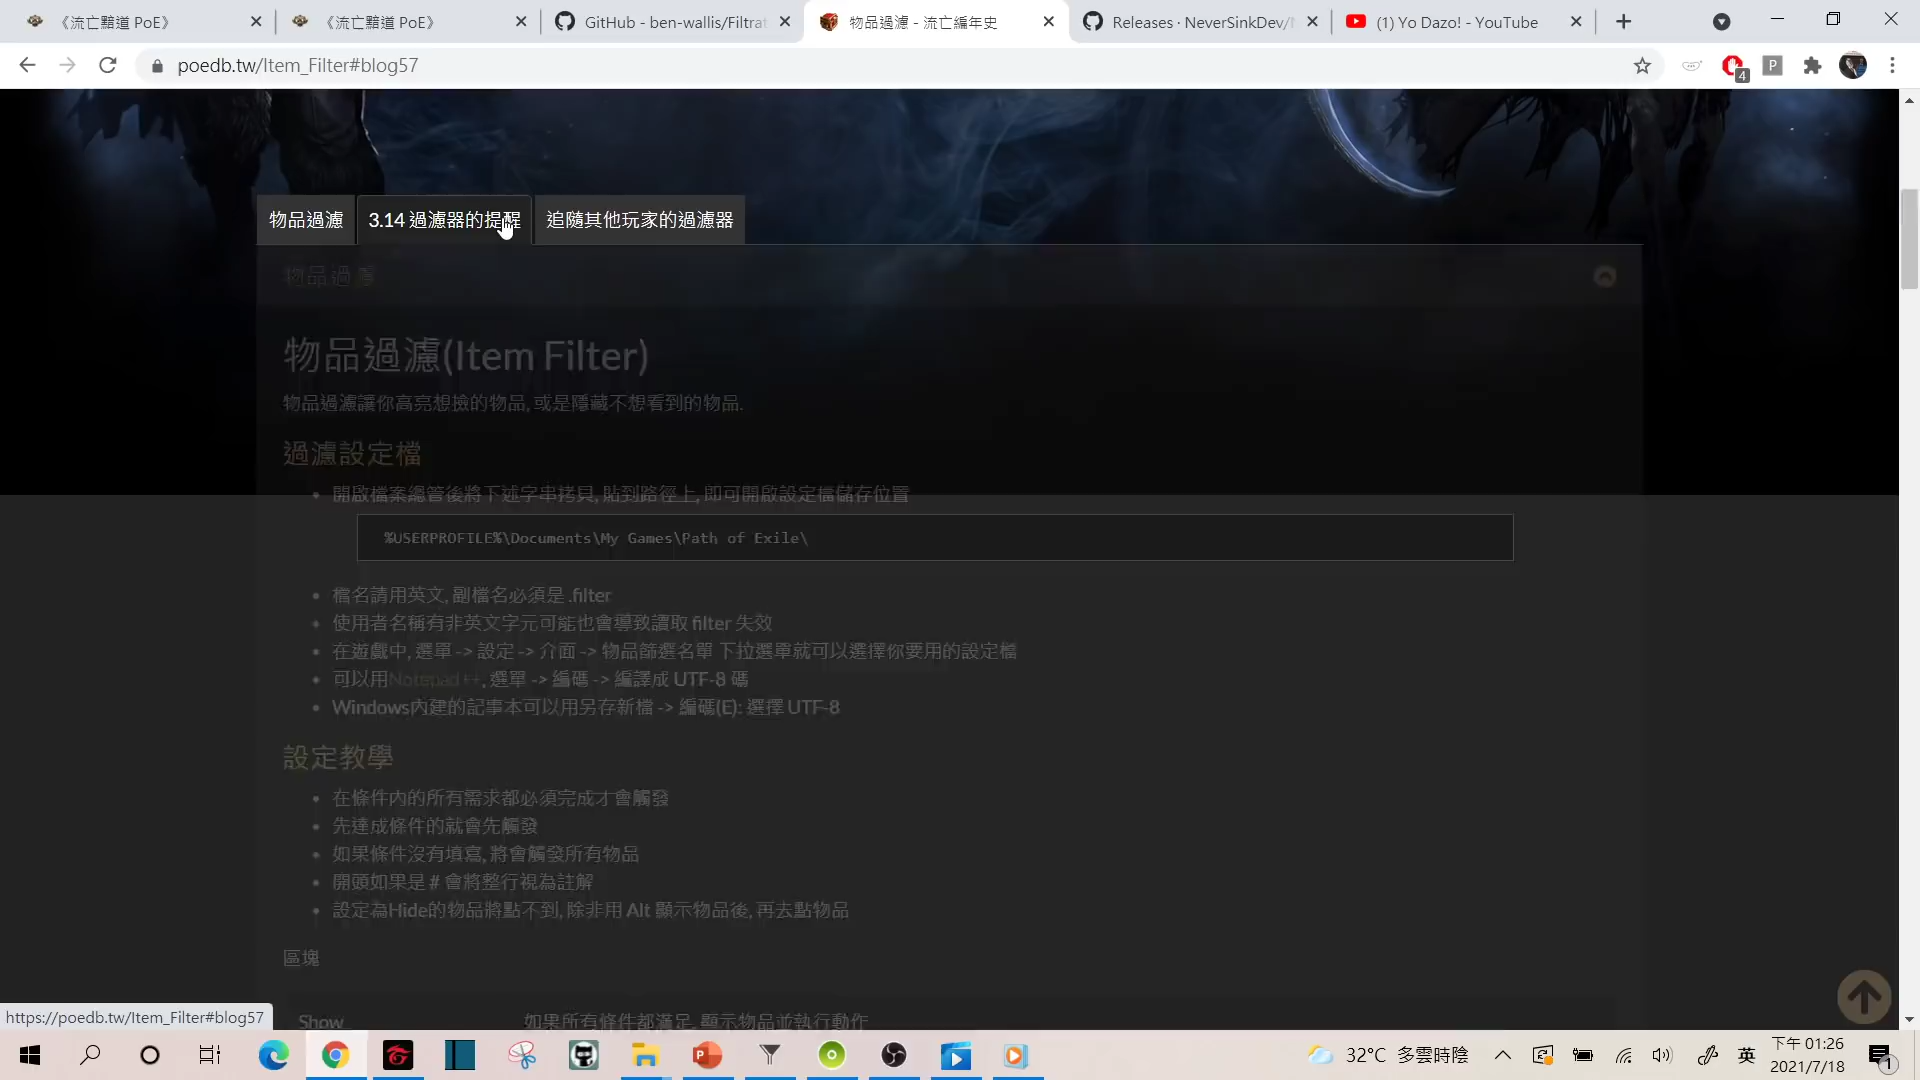 《流亡黯道 PoE》
《流亡黯道 PoE》
GitHub - ben-wallis/Filtrat
物品過濾 - 流亡編年史
Releases · NeverSinkDev/N
(1) Yo Dazo! - YouTube
poedb.tw/Item_Filter#blog57
4
P
物品過濾
3.14 過濾器的提醒
追隨其他玩家的過濾器
物品過濾
物品過濾(Item Filter)
物品過濾讓你高亮想撿的物品, 或是隱藏不想看到的物品.
過濾設定檔
開啟檔案總管後將下述字串拷貝, 貼到路徑上, 即可開啟設定檔儲存位置
%USERPROFILE%\Documents\My Games\Path of Exile\
檔名請用英文, 副檔名必須是 .filter
使用者名稱有非英文字元可能也會導致讀取 filter 失效
在遊戲中, 選單 -> 設定 -> 介面 -> 物品篩選名單 下拉選單就可以選擇你要用的設定檔
可以用Notepad++, 選單 -> 編碼 -> 編譯成 UTF-8 碼
Windows內建的記事本可以用另存新檔 -> 編碼(E): 選擇 UTF-8
設定教學
在條件內的所有需求都必須完成才會觸發
先達成條件的就會先觸發
如果條件沒有填寫, 將會觸發所有物品
開頭如果是 # 會將整行視為註解
設定為Hide的物品將點不到, 除非用 Alt 顯示物品後, 再去點物品
區塊
Show 如果所有條件都滿足, 顯示物品並執行動作
https://poedb.tw/Item_Filter#blog57
32°C 多雲時陰
英
下午 01:26
2021/7/18
1